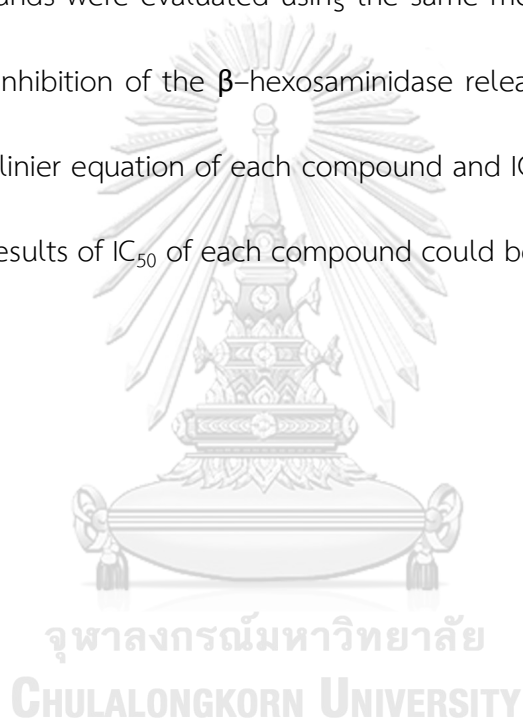 ands were evaluated using the same me
inhibition of the β–hexosaminidase relea
linier equation of each compound and IC
esults of IC₅₀ of each compound could be
จุฬาลงกรณ์มหาวิทยาลัย
CHULALONGKORN UNIVERSITY